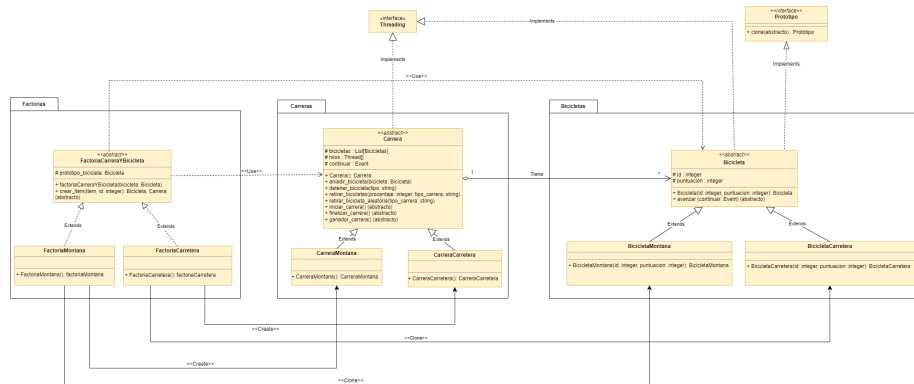 <<interface>>
Prototipo
+ clone(abstracto) : Prototipo
«interface»
Threading
Implements
Implements
Implements
<<Use>>
Factorias
Carreras
Bicicletas
<<abstract>>
FactoriaCarreraYBicicleta
# prototipo_bicicleta: Bicicleta
+ factoriaCarreraYBicicleta(bicicleta: Bicicleta)
+ crear_item(item, id: integer): Bicicleta; Carrera
(abstracto)
<<Use>>
<<abstract>>
Carrera
# bicicletas : List[Bicicletas]
# hilos : Thread[]
# continuar : Event
+ Carrera(): Carrera
+ anadir_bicicleta(bicicleta: Bicicleta)
+ detener_bicicleta(tipo: string)
+ retirar_bicicletas(procentaje: integer, tipo_carrera: string)
+ retirar_bicicleta_aleatoria(tipo_carrera: string)
+ iniciar_carrera() (abstracto)
+ finalizar_carrera() (abstracto)
+ ganador_carrera() (abstracto)
1
Tiene
*
<<abstract>>
Bicicleta
# id : integer
# puntuacion : integer
+ Bicicleta(id: integer, puntuacion: integer): Bicicleta
+ avanzar (continuar: Event) (abstracto)
Extends
Extends
Extends
Extends
Extends
Extends
FactoriaMontana
+ FactoriaMontana(): factoriaMontana
FactoriaCarretera
+ FactoriaCarretera(): factoriaCarretera
CarreraMontana
+ CarreraMontana(): CarreraMontana
CarreraCarretera
+ CarreraCarretera(): CarreraCarretera
BicicletaMontana
+ BicicletaMontana(id: integer, puntuacion: integer): BicicletaMontana
BicicletaCarretera
+ BicicletaCarretera(id: integer, puntuacion: integer): BicicletaCarretera
<<Create>>
<<Clone>>
<<Create>>
<<Clone>>